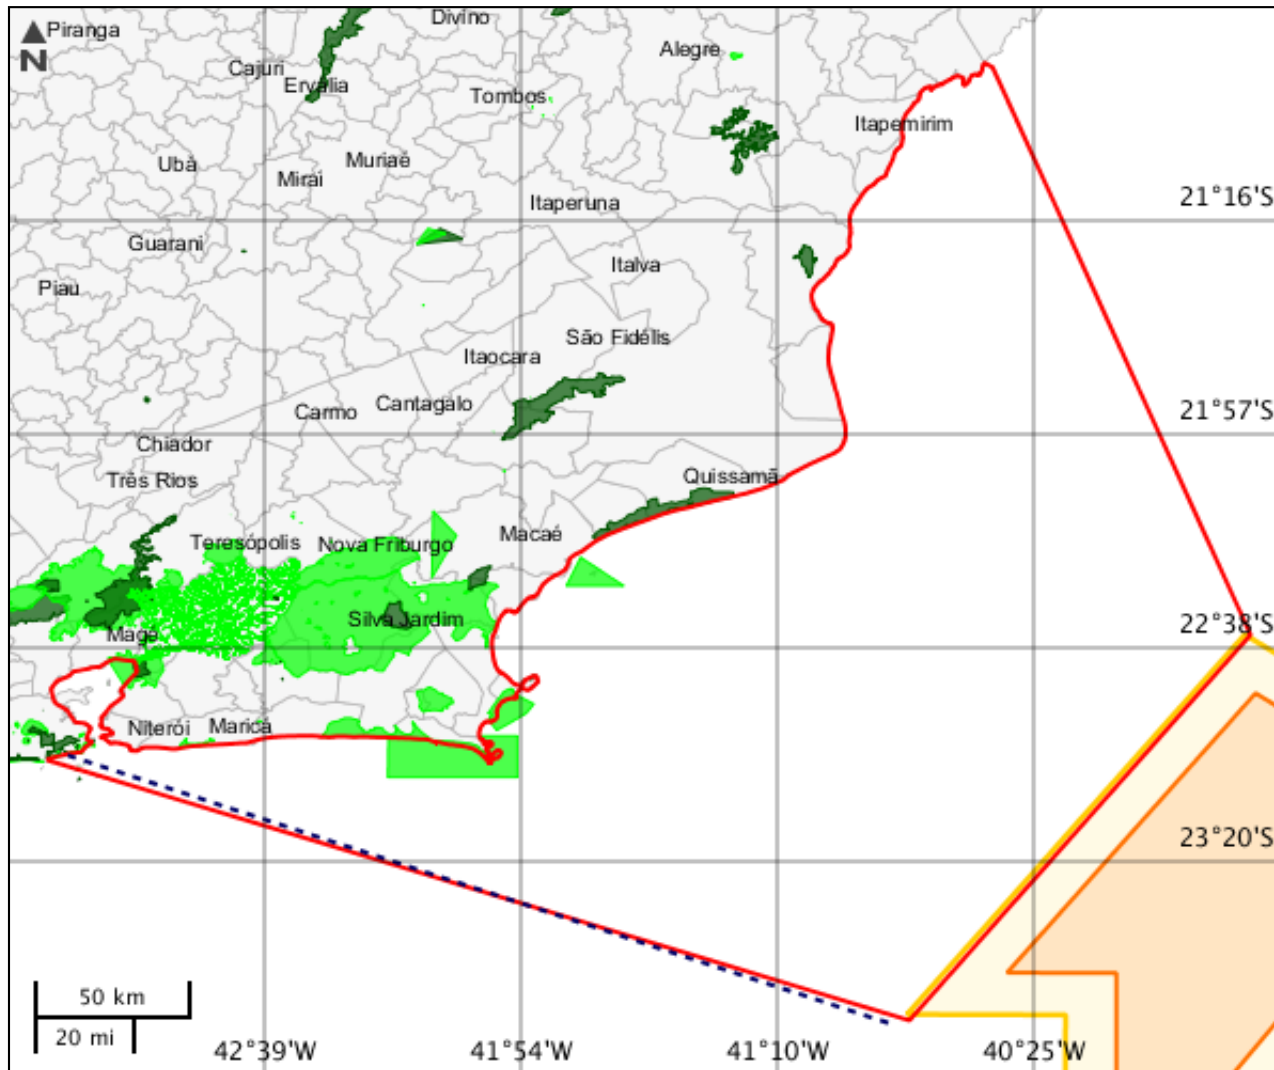 Divino
Piranga
N
Alegre
Cajuri
Ervália
Tombos
Itapemirim
Ubá
Muriaé
Mirai
21°16'S
Itaperuna
Guarani
Italva
Piau
São Fidélis
Itaocara
Carmo
Cantagalo
21°57'S
Chiador
Três Rios
Quissamã
Macaé
Teresópolis
Nova Friburgo
Silva Jardim
22°38'S
Magé
Niterói
Maricá
23°20'S
50 km
20 mi
42°39'W
41°54'W
41°10'W
40°25'W